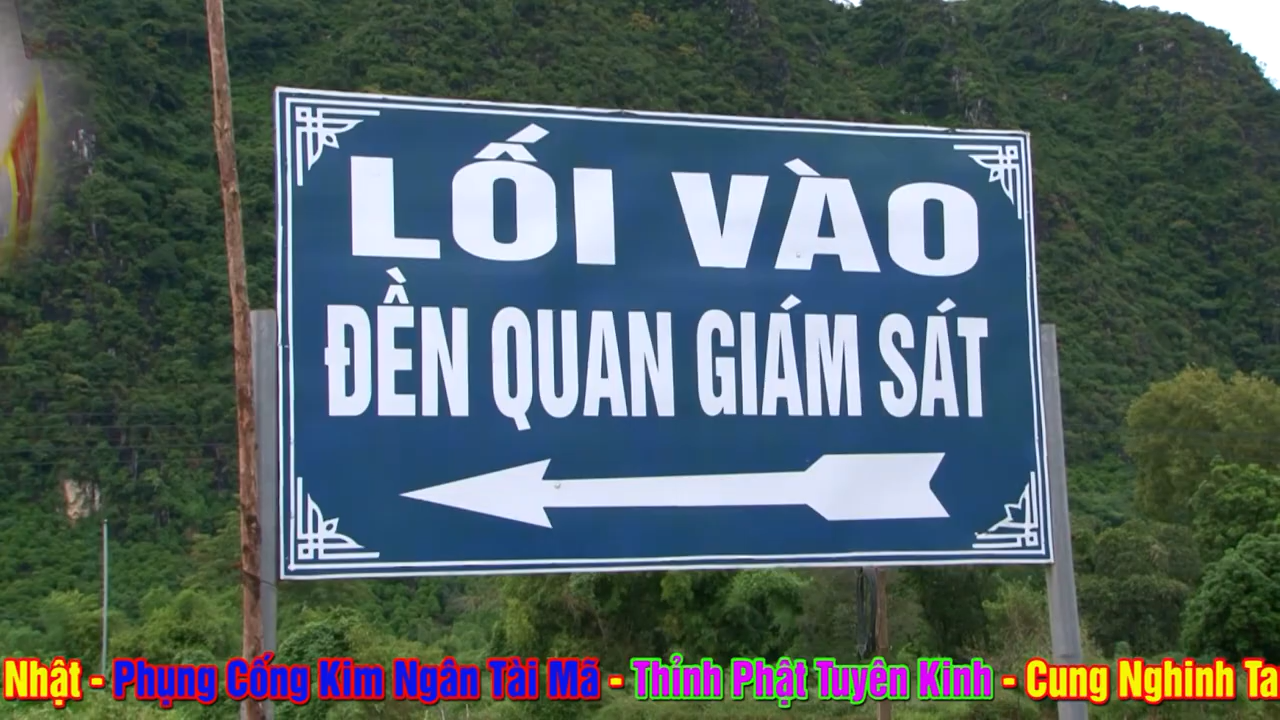 LỐI VÀO
ĐỀN QUAN GIÁM SÁT
Nhật - Phụng Cống Kim Ngân Tài Mã - Thỉnh Phật Tuyên Kinh - Cung Nghinh Ta